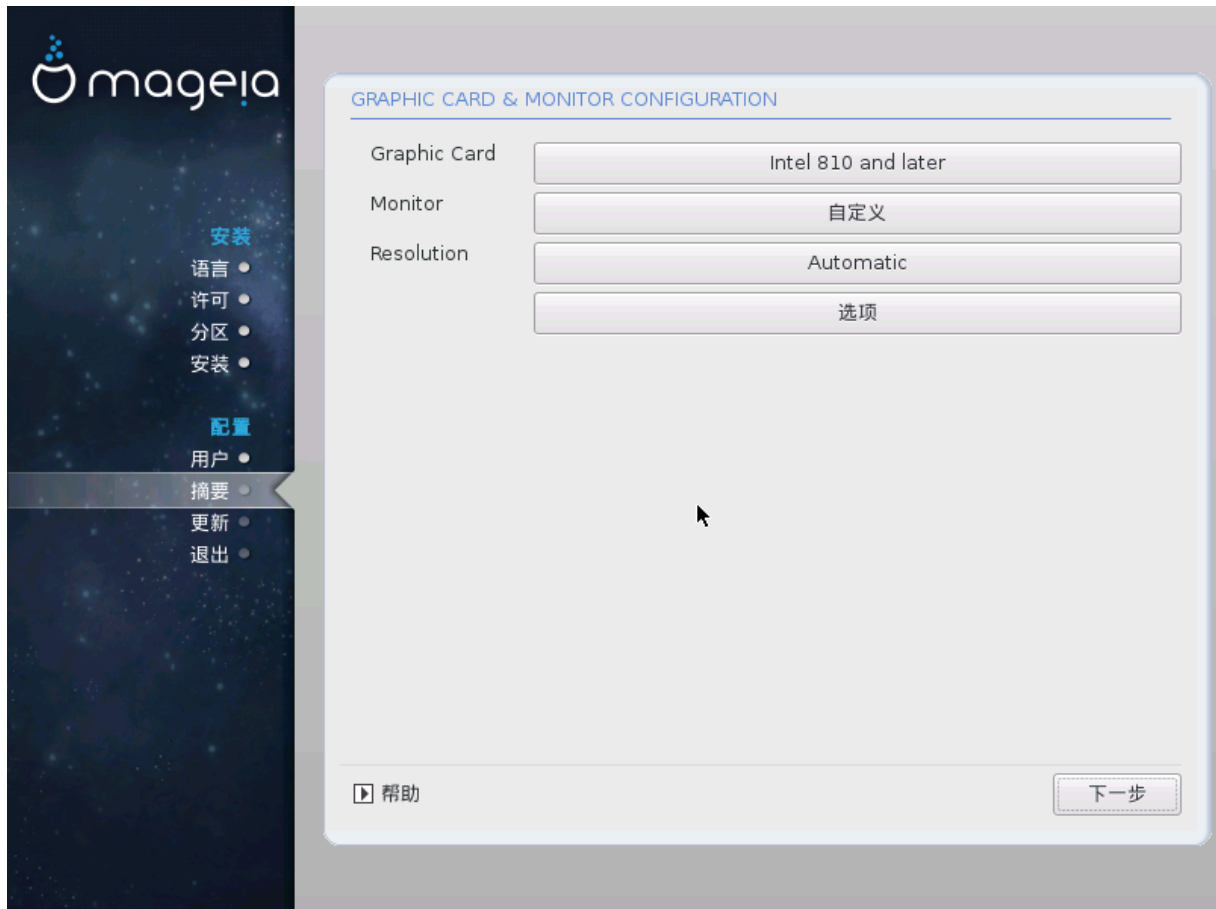 mageia
安装
语言
许可
分区
安装
配置
用户
摘要
更新
退出
GRAPHIC CARD & MONITOR CONFIGURATION
Graphic Card
Intel 810 and later
Monitor
自定义
Resolution
Automatic
选项
帮助
下一步